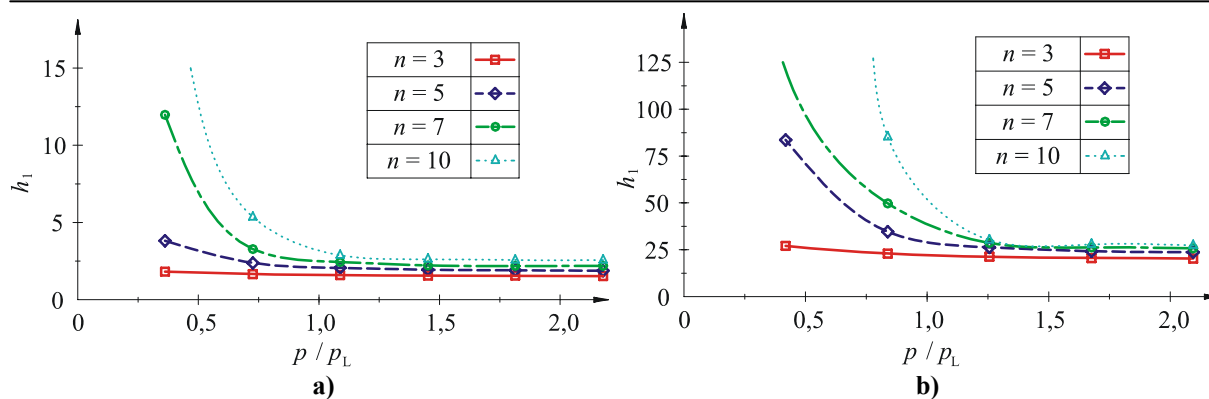 15
10
5
0
h₁
0
0,5
1,0
1,5
2,0
p / p_L
n = 3
n = 5
n = 7
n = 10
a)
125
100
75
50
25
0
h₁
0
0,5
1,0
1,5
2,0
p / p_L
n = 3
n = 5
n = 7
n = 10
b)